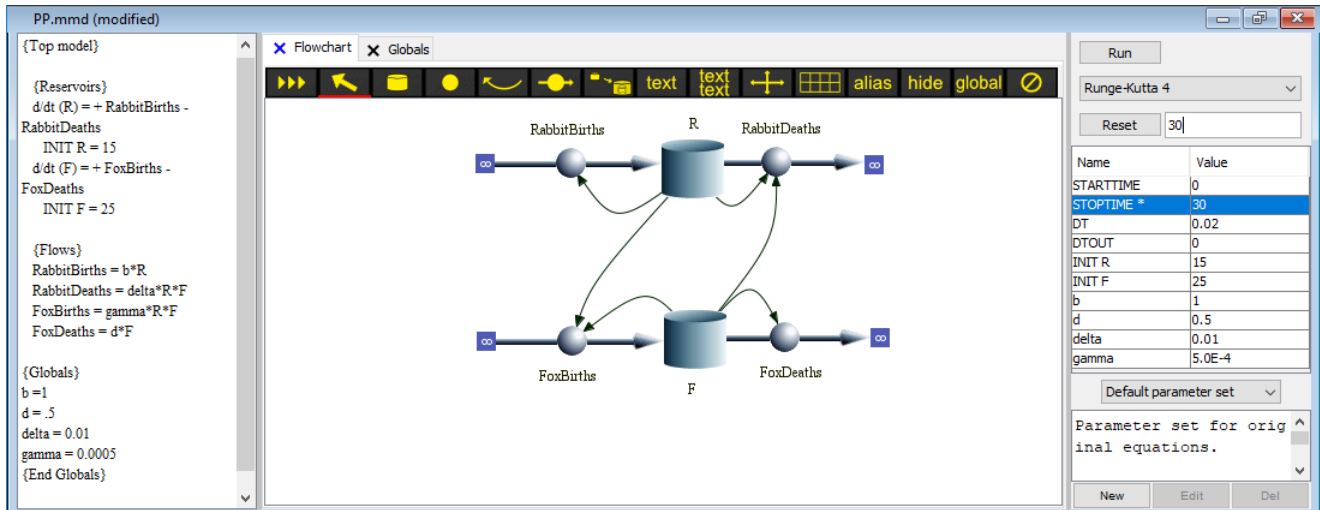 PP.mmd (modified)
{Top model}
{Reservoirs}
d/dt (R) = + RabbitBirths -
RabbitDeaths
INIT R = 15
d/dt (F) = + FoxBirths -
FoxDeaths
INIT F = 25
{Flows}
RabbitBirths = b*R
RabbitDeaths = delta*R*F
FoxBirths = gamma*R*F
FoxDeaths = d*F
{Globals}
b =1
d = .5
delta = 0.01
gamma = 0.0005
{End Globals}
Flowchart Globals
text text text alias hide global
RabbitBirths R RabbitDeaths
∞ ∞
∞ ∞
FoxBirths F FoxDeaths
Run
Runge-Kutta 4
Reset 30
Name Value
STARTTIME 0
STOPTIME * 30
DT 0.02
DTOUT 0
INIT R 15
INIT F 25
b 1
d 0.5
delta 0.01
gamma 5.0E-4
Default parameter set
Parameter set for orig
inal equations.
New Edit Del